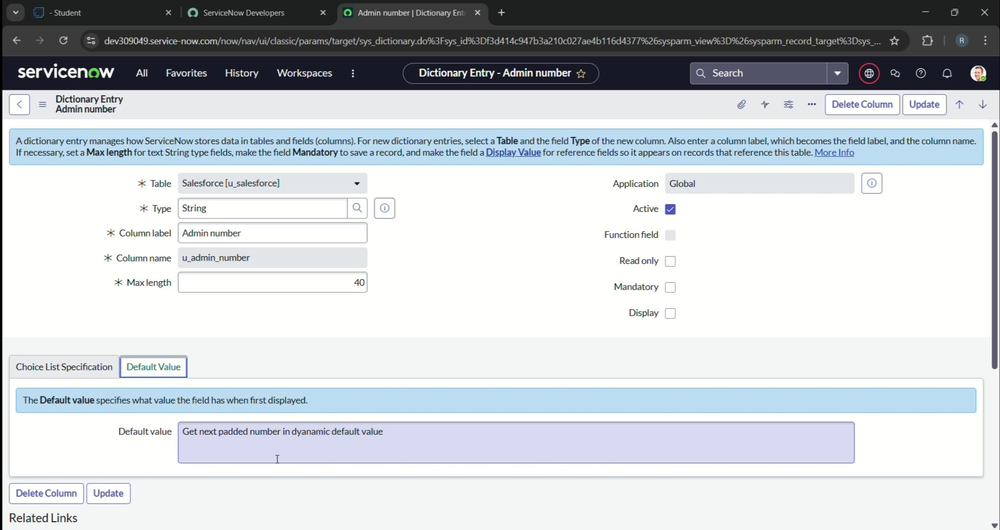 - Student
ServiceNow Developers
Admin number | Dictionary Ent
dev309049.service-now.com/now/nav/ui/classic/params/target/sys_dictionary.do%3Fsys_id%3Df3d414c947b3a210c027ae4b116d4377%26sysparm_view%3D%26sysparm_record_target%3Dsys_...
R
servicenow
All
Favorites
History
Workspaces
Dictionary Entry - Admin number
Search
Dictionary Entry
Admin number
Delete Column
Update
A dictionary entry manages how ServiceNow stores data in tables and fields (columns). For new dictionary entries, select a Table and the field Type of the new column. Also enter a column label, which becomes the field label, and the column name.
If necessary, set a Max length for text String type fields, make the field Mandatory to save a record, and make the field a Display Value for reference fields so it appears on records that reference this table. More Info
Table
Salesforce [u_salesforce]
Application
Global
Type
String
Active
Column label
Admin number
Function field
Column name
u_admin_number
Read only
Max length
40
Mandatory
Display
Choice List Specification
Default Value
The Default value specifies what value the field has when first displayed.
Default value
Get next padded number in dyanamic default value
Delete Column
Update
Related Links